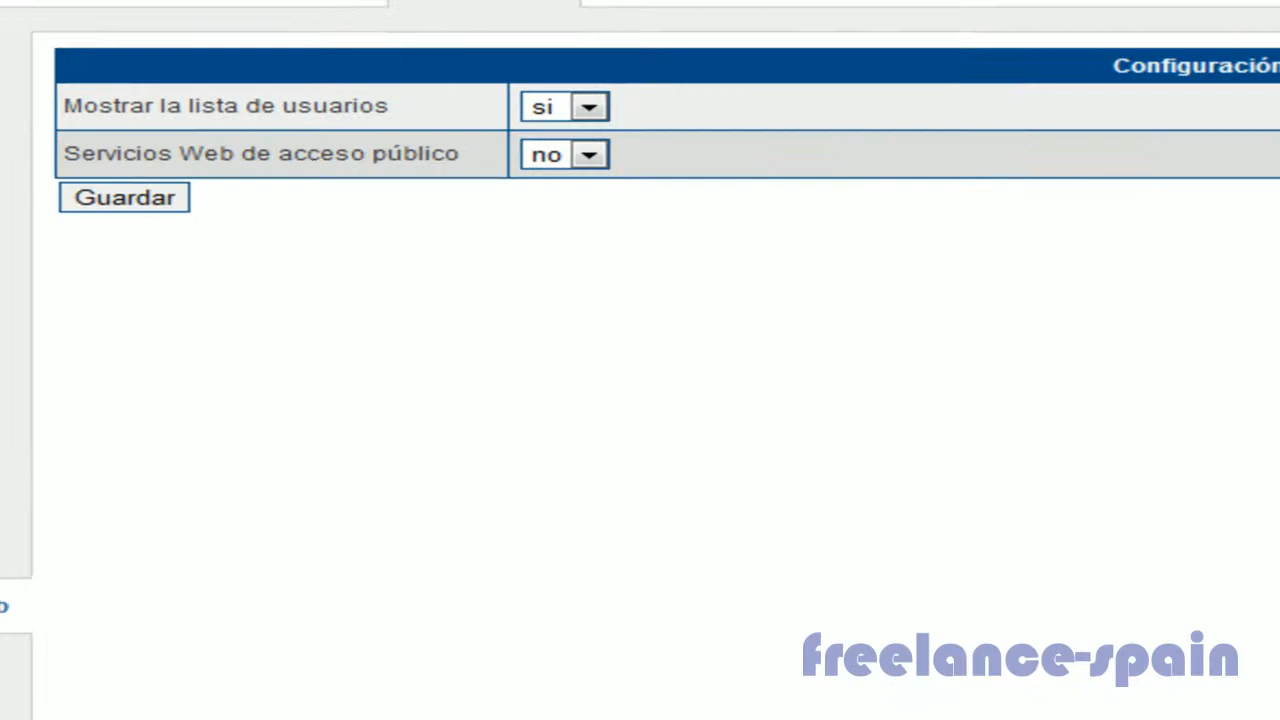 Configuración
Mostrar la lista de usuarios si
Servicios Web de acceso público no
Guardar
o
freelance-spain